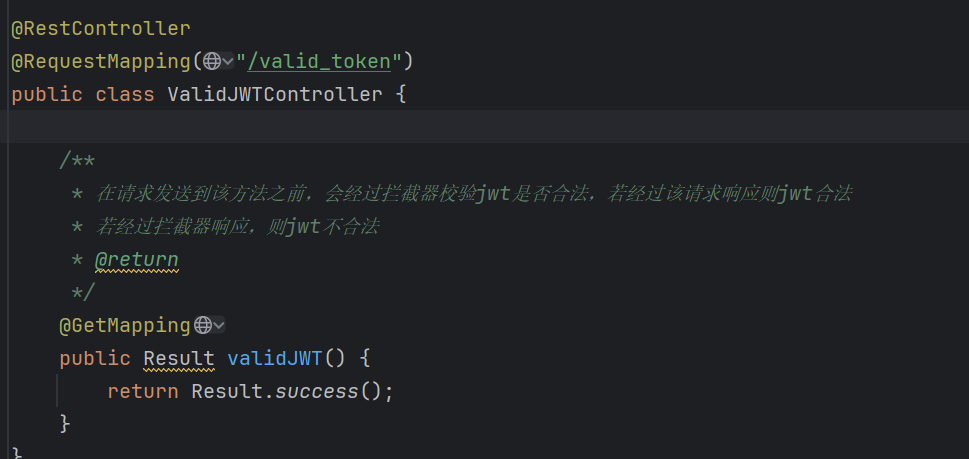 @RestController
@RequestMapping("/valid_token")
public class ValidJWTController {
/**
* 在请求发送到该方法之前，会经过拦截器校验jwt是否合法，若经过该请求响应则jwt合法
* 若经过拦截器响应，则jwt不合法
* @return
*/
@GetMapping
public Result validJWT() {
return Result.success();
}
}